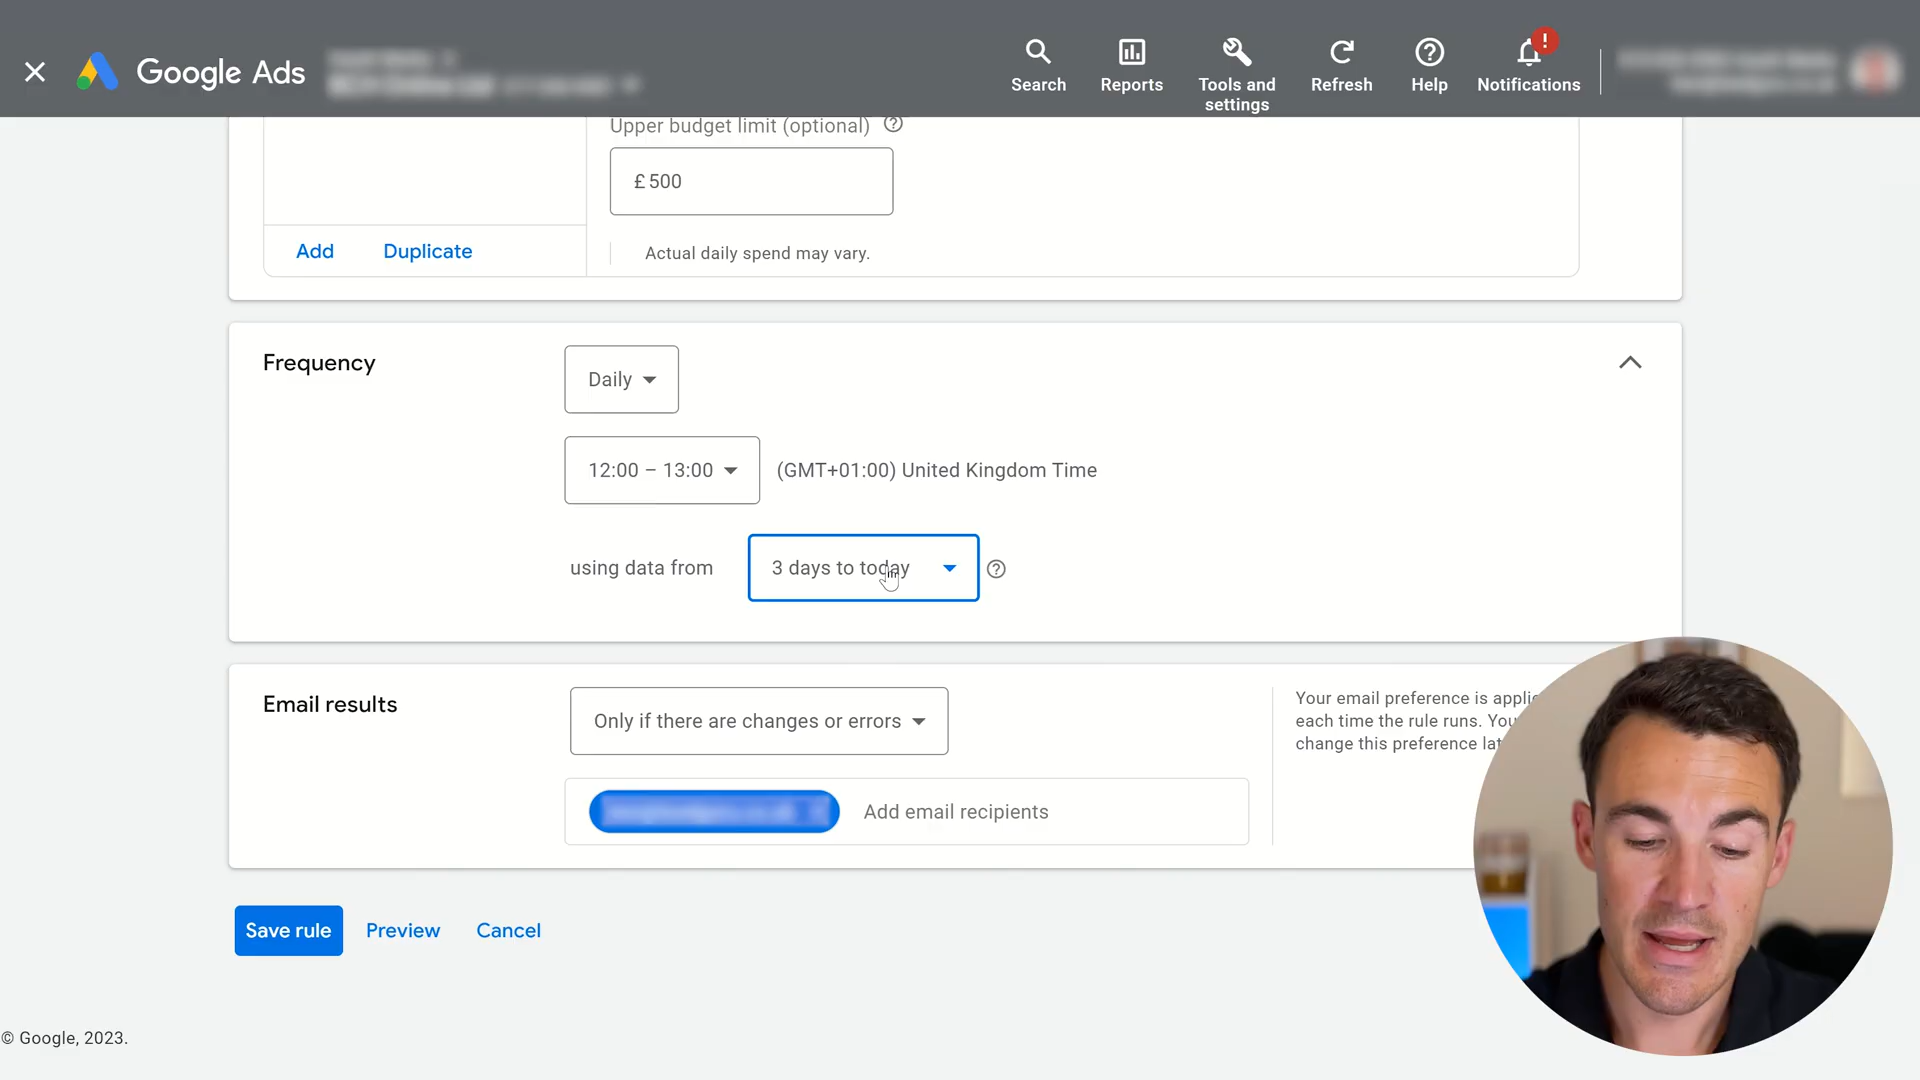 Google Ads
Search
Reports
Tools and
settings
Refresh
Help
!
Notifications
Upper budget limit (optional)
£500
Add
Duplicate
Actual daily spend may vary.
Frequency
Daily
12:00 – 13:00
(GMT+01:00) United Kingdom Time
using data from
3 days to today
Email results
Only if there are changes or errors
Your email preference is
each time the rule runs.
change this preference
Add email recipients
Save rule
Preview
Cancel
© Google, 2023.